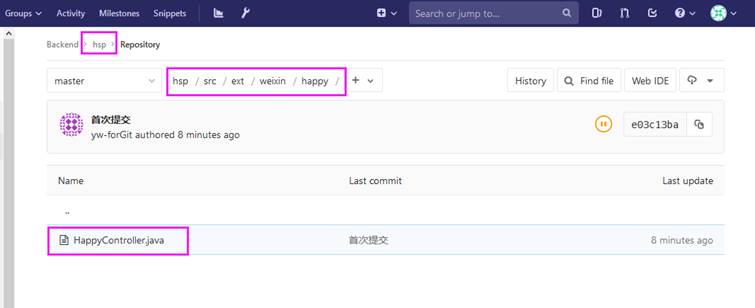 Groups Activity Milestones Snippets Search or jump to...
Backend > hsp > Repository
master hsp / src / ext / weixin / happy / + History Find file Web IDE
首次提交
yw-forGit authored 8 minutes ago e03c13ba
Name Last commit Last update
..
HappyController.java 首次提交 8 minutes ago